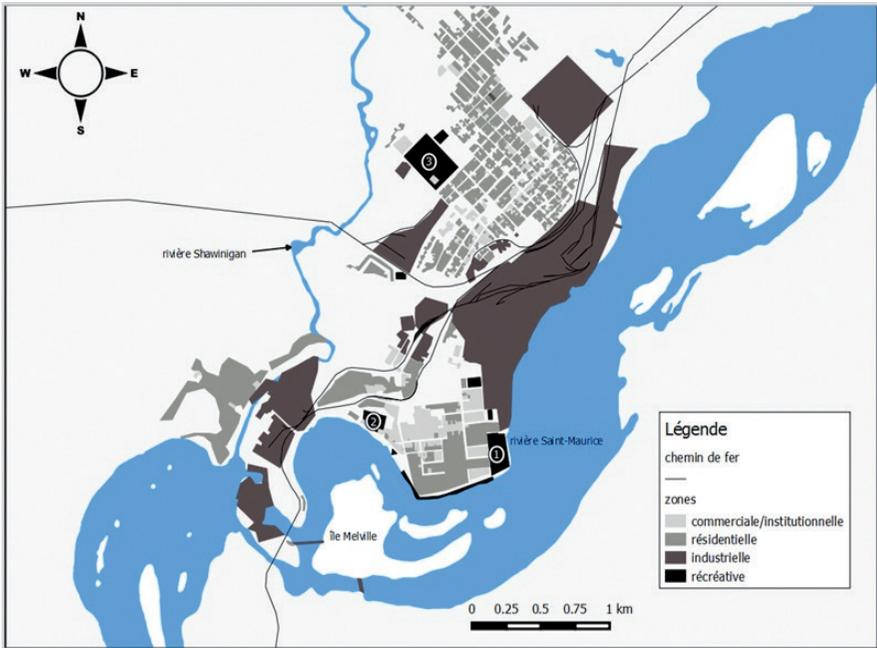 N
W E
S
3
rivière Shawinigan
2
1
rivière Saint-Maurice
île Melville
Légende
chemin de fer
zones
commerciale/institutionnelle
résidentielle
industrielle
récréative
0 0.25 0.5 0.75 1 km